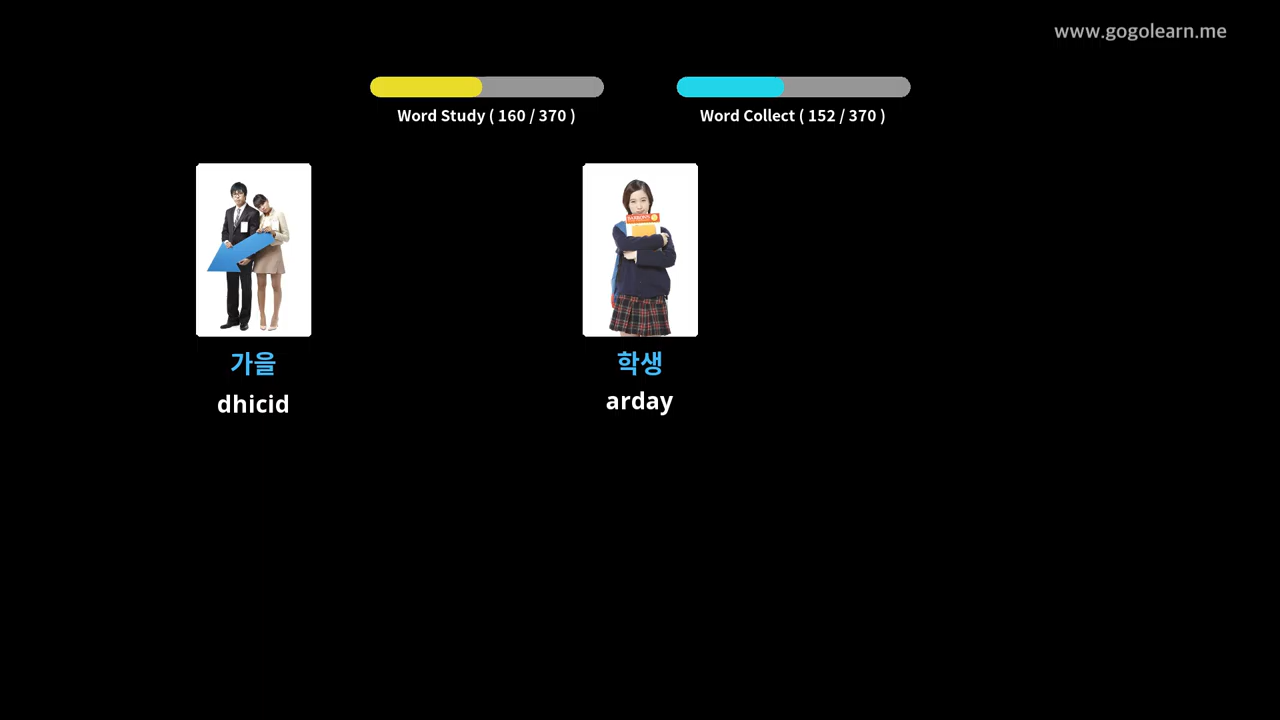 www.gogolearn.me
Word Study ( 160 / 370 )
Word Collect ( 152 / 370 )
가을
dhicid
학생
arday